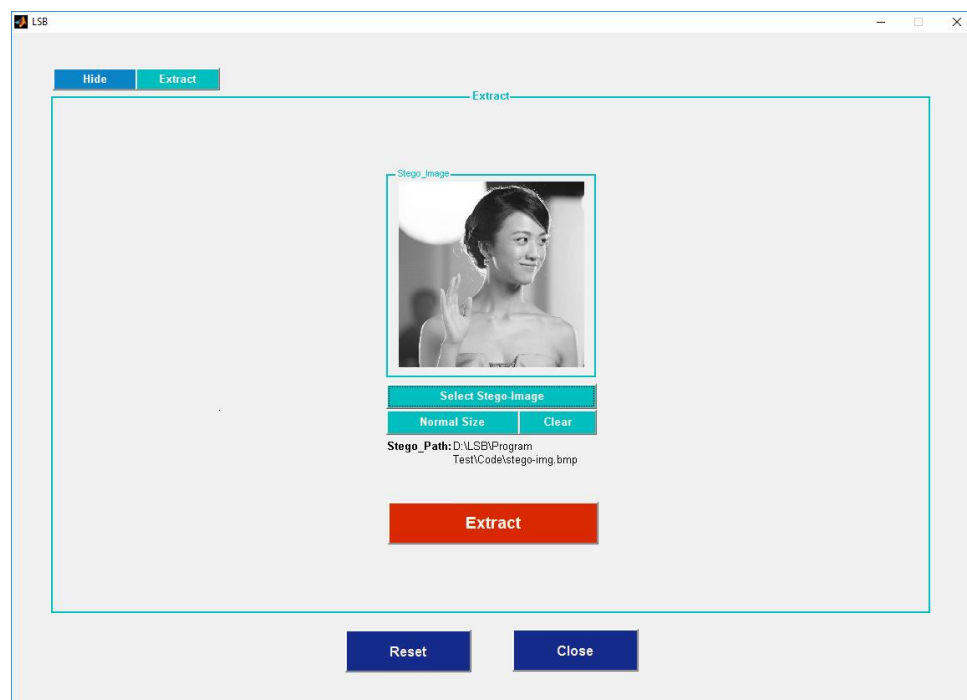 LSB
Hide Extract
Extract
Stego_Image
Select Stego-Image
Normal Size Clear
Stego_Path: D:\LSB\Program
Test\Code\stego-img.bmp
Extract
Reset Close